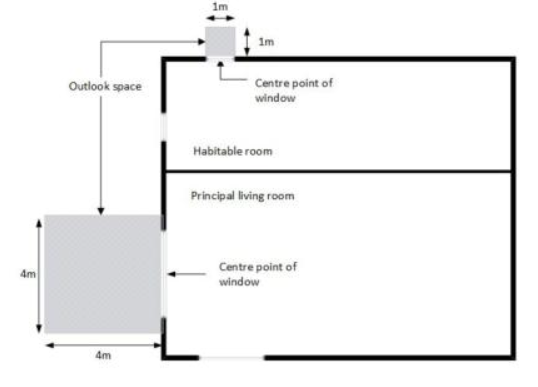 1m
1m
Outlook space
Centre point of
window
Habitable room
Principal living room
4m
Centre point of
window
4m